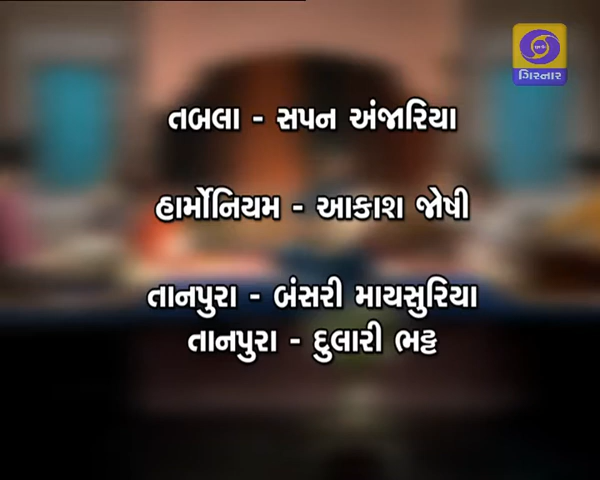 ગિરનાર
તબલા - સપન અંજારિયા
હાર્મોનિયમ - આકાશ જોષી
તાનપુરા - બંસરી માયસુરિયા
તાનપુરા - દુલારી ભટ્ટ